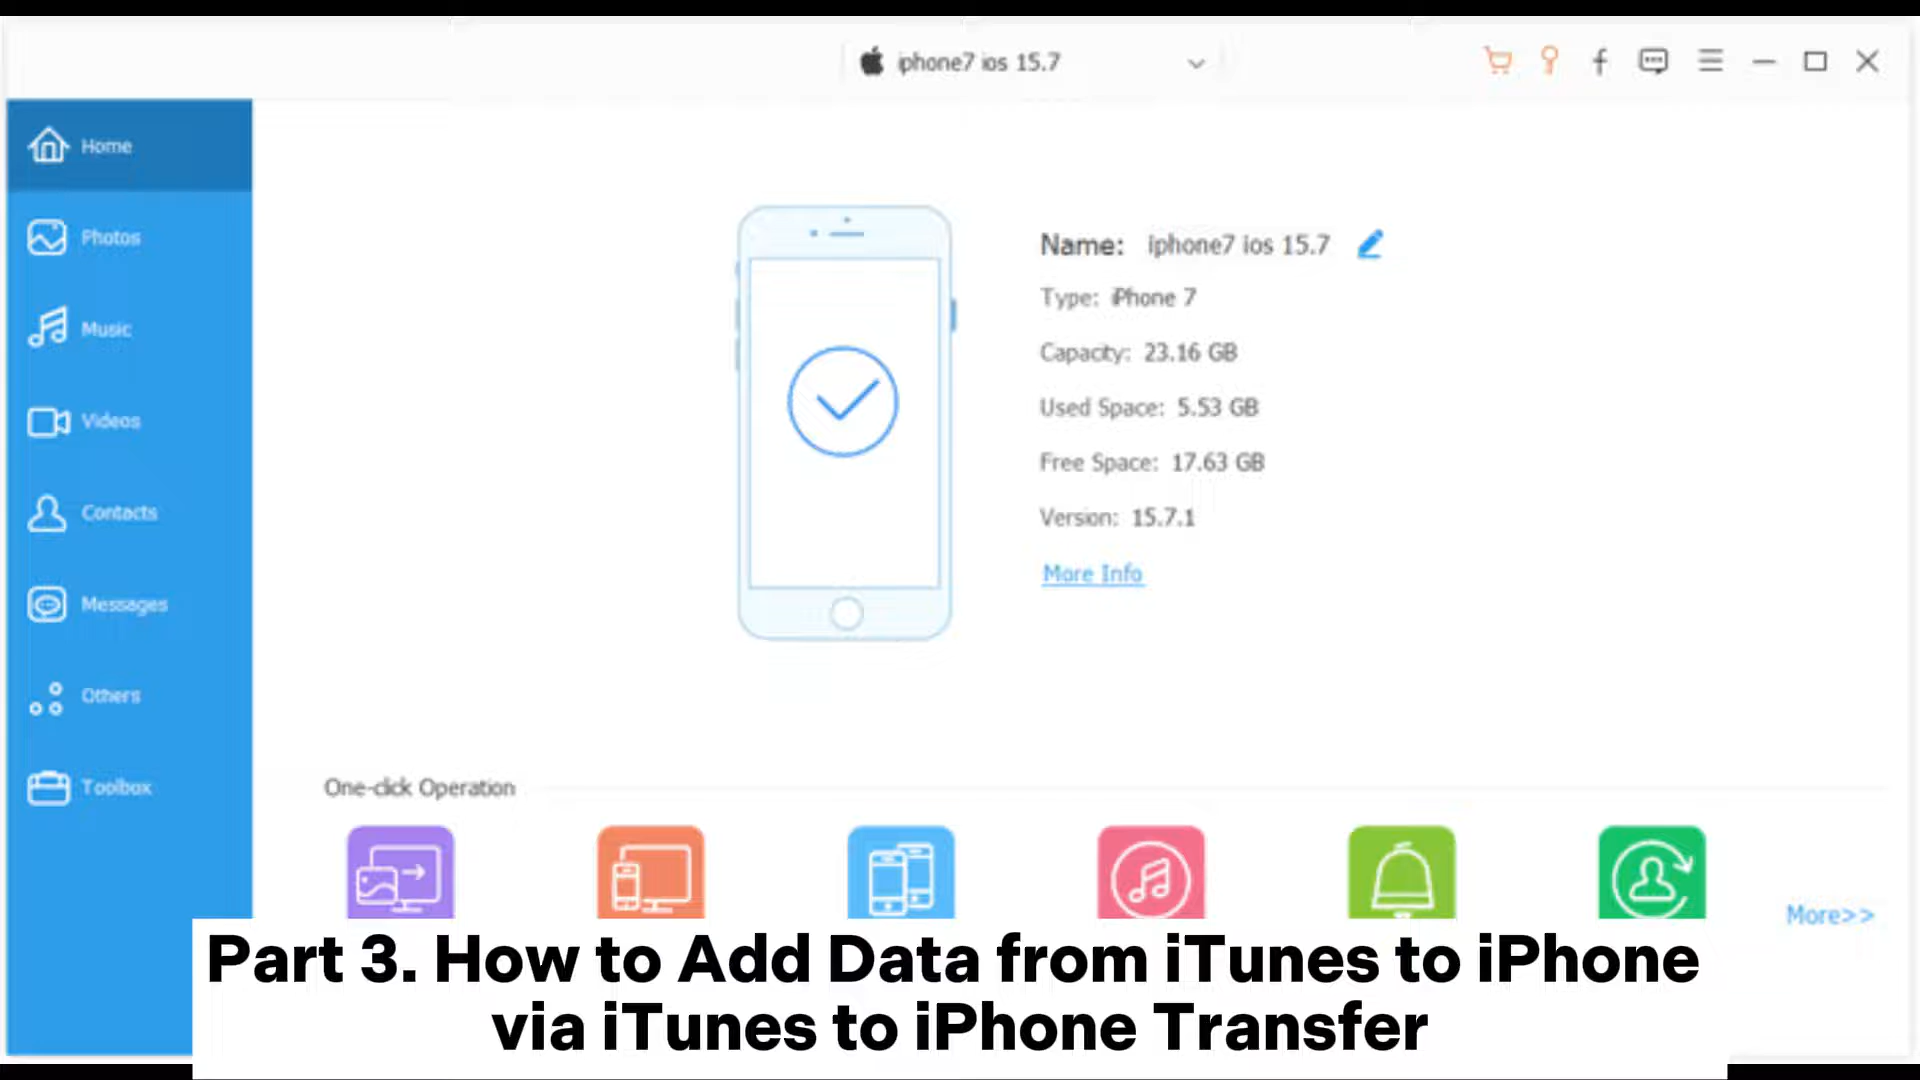 iphone7 ios 15.7
Home
Photos
Music
Videos
Contacts
Messages
Others
Toolbox
Name: iphone7 ios 15.7
Type: iPhone 7
Capacity: 23.16 GB
Used Space: 5.53 GB
Free Space: 17.63 GB
Version: 15.7.1
More Info
One-click Operation
More>>
Part 3. How to Add Data from iTunes to iPhone
via iTunes to iPhone Transfer